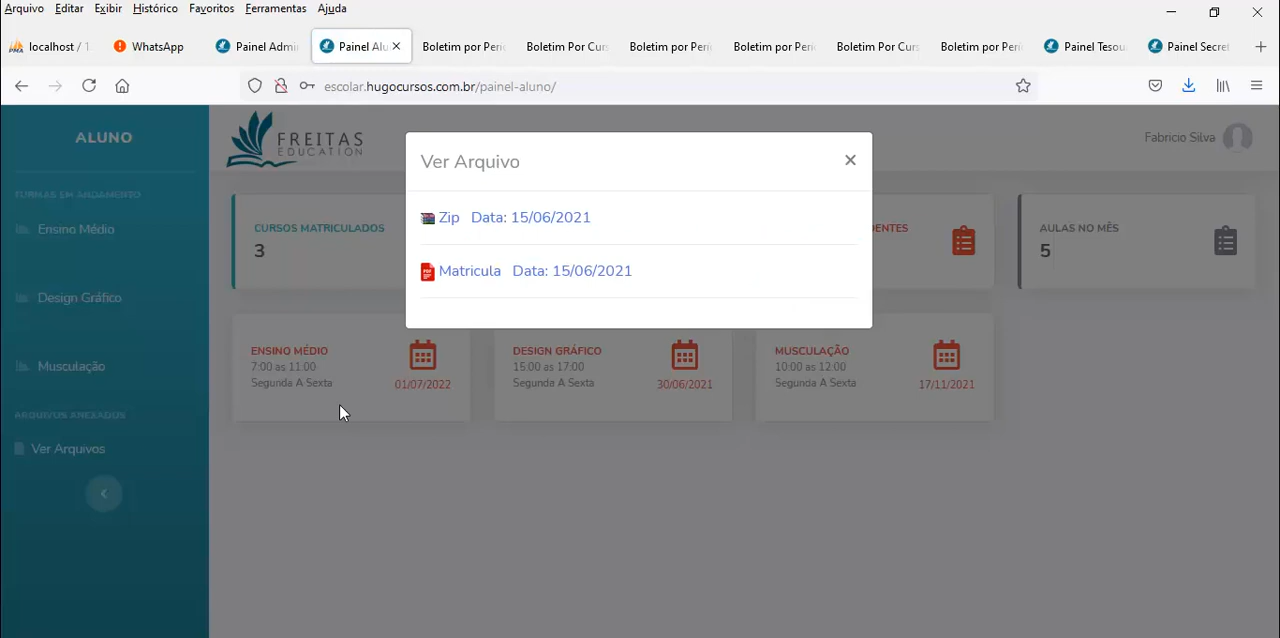 Arquivo Editar Exibir Histórico Favoritos Ferramentas Ajuda
localhost / 1
WhatsApp
Painel Admi
Painel Alu
Boletim por Peri
Boletim Por Curs
Boletim por Peri
Boletim por Peri
Boletim Por Curs
Boletim por Peri
Painel Tesou
Painel Secret
escolar.hugocursos.com.br/painel-aluno/
ALUNO
FREITAS
EDUCATION
Ver Arquivo
Fabricio Silva
TURMAS EM ANDAMENTO
Ensino Médio
Design Gráfico
Musculação
ARQUIVOS ANEXADOS
Ver Arquivos
Zip Data: 15/06/2021
Matricula Data: 15/06/2021
CURSOS MATRICULADOS
3
AULAS NO MÊS
5
ENSINO MÉDIO
7:00 as 11:00
Segunda A Sexta
01/07/2022
DESIGN GRÁFICO
15:00 as 17:00
Segunda A Sexta
30/06/2021
MUSCULAÇÃO
10:00 as 12:00
Segunda A Sexta
17/11/2021